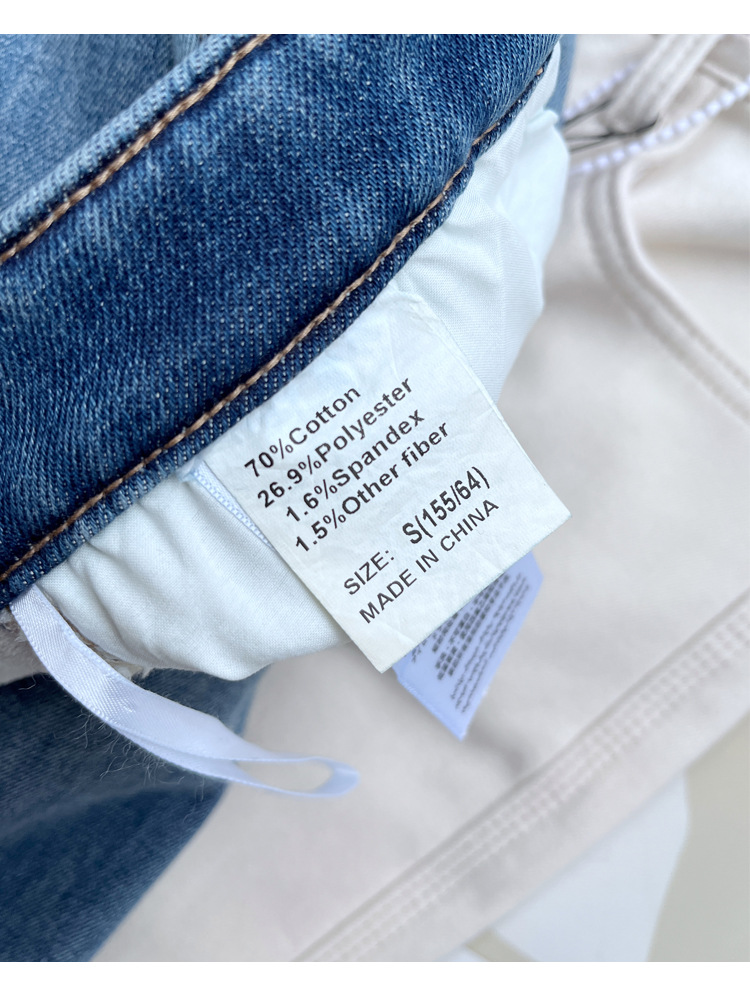 70%Cotton
26.9%Polyester
1.6%Spandex
1.5%Other fiber
SIZE: S(155/64)
MADE IN CHINA